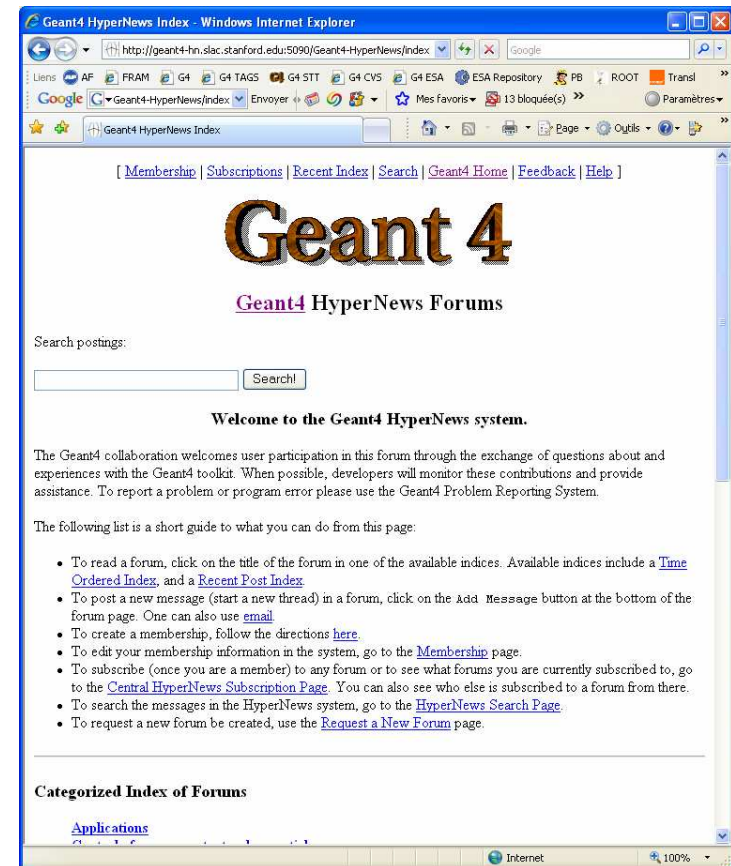 Geant4 HyperNews Index - Windows Internet Explorer
http://geant4-hn.slac.stanford.edu:5090/Geant4-HyperNews/index Google
Liens AF FRAM G4 G4 TAGS G4 STT G4 CVS G4 ESA ESA Repository PB ROOT Transl »
Google G Geant4-HyperNews/index Envoyer Mes favoris 13 bloquée(s) » Paramètres
Geant4 HyperNews Index Page Outils »
[ Membership | Subscriptions | Recent Index | Search | Geant4 Home | Feedback | Help ]
Geant 4
Geant4 HyperNews Forums
Search postings:
Search!
Welcome to the Geant4 HyperNews system.
The Geant4 collaboration welcomes user participation in this forum through the exchange of questions about and
experiences with the Geant4 toolkit. When possible, developers will monitor these contributions and provide
assistance. To report a problem or program error please use the Geant4 Problem Reporting System.
The following list is a short guide to what you can do from this page:
• To read a forum, click on the title of the forum in one of the available indices. Available indices include a Time
Ordered Index, and a Recent Post Index.
• To post a new message (start a new thread) in a forum, click on the Add Message button at the bottom of the
forum page. One can also use email.
• To create a membership, follow the directions here.
• To edit your membership information in the system, go to the Membership page.
• To subscribe (once you are a member) to any forum or to see what forums you are currently subscribed to, go
to the Central HyperNews Subscription Page. You can also see who else is subscribed to a forum from there.
• To search the messages in the HyperNews system, go to the HyperNews Search Page.
• To request a new forum be created, use the Request a New Forum page.
Categorized Index of Forums
Applications
Internet 100%